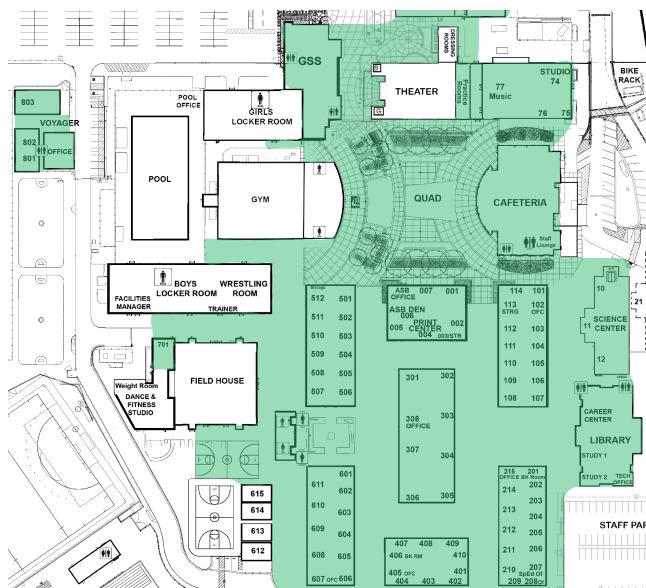 GSS
DRESSING
ROOMS
B
THEATER
G
Practice
Rooms
STUDIO
74
77
Music
76
75
BIKE
RACK
803
VOYAGER
802
OFFICE
801
POOL
OFFICE
GIRLS
LOCKER ROOM
POOL
GYM
QUAD
CAFETERIA
Staff
Lounge
BOYS
LOCKER ROOM
WRESTLING
ROOM
FACILITIES
MANAGER
TRAINER
701
Weight Room
DANCE &
FITNESS
STUDIO
FIELD HOUSE
Storage
512 501
511 502
510 503
509 504
508 505
507 506
ASB
OFFICE
007 001
ASB DEN
006
PRINT
CENTER
005
002
004 003/STR
114 101
113 102
STRG OFC
112 103
111 104
110 105
109 106
108 107
10
SCIENCE
CENTER
11
12
21
301 302
308
OFFICE
303
307
304
306 305
CAREER
CENTER
LIBRARY
STUDY 1
STUDY 2
TECH
OFFICE
615
614
613
612
601
611
602
610 603
609 604
608 605
607 OFC 606
407 408 409
406 BK RM 410
405 OFC 401
404 403 402
215 201
OFFICE BK Room
214 202
203
213
204
212 205
211 206
210 207
SpEd Of
209 208Of
STAFF PAR